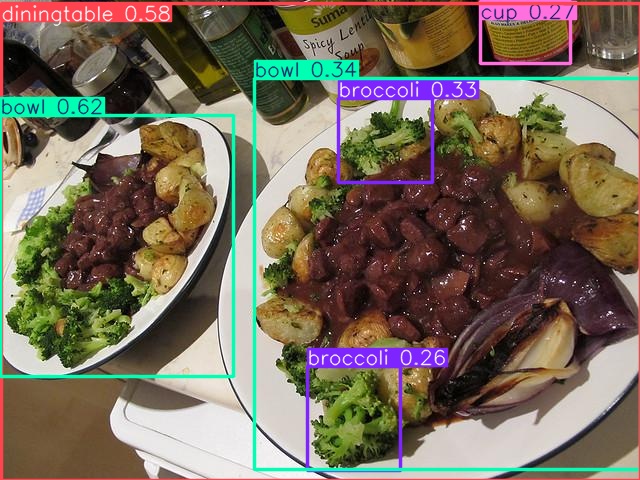 diningtable 0.58
cup 0.27
Suma
Spicy Lentil
Soup
bowl 0.34
broccoli 0.33
bowl 0.62
broccoli 0.26